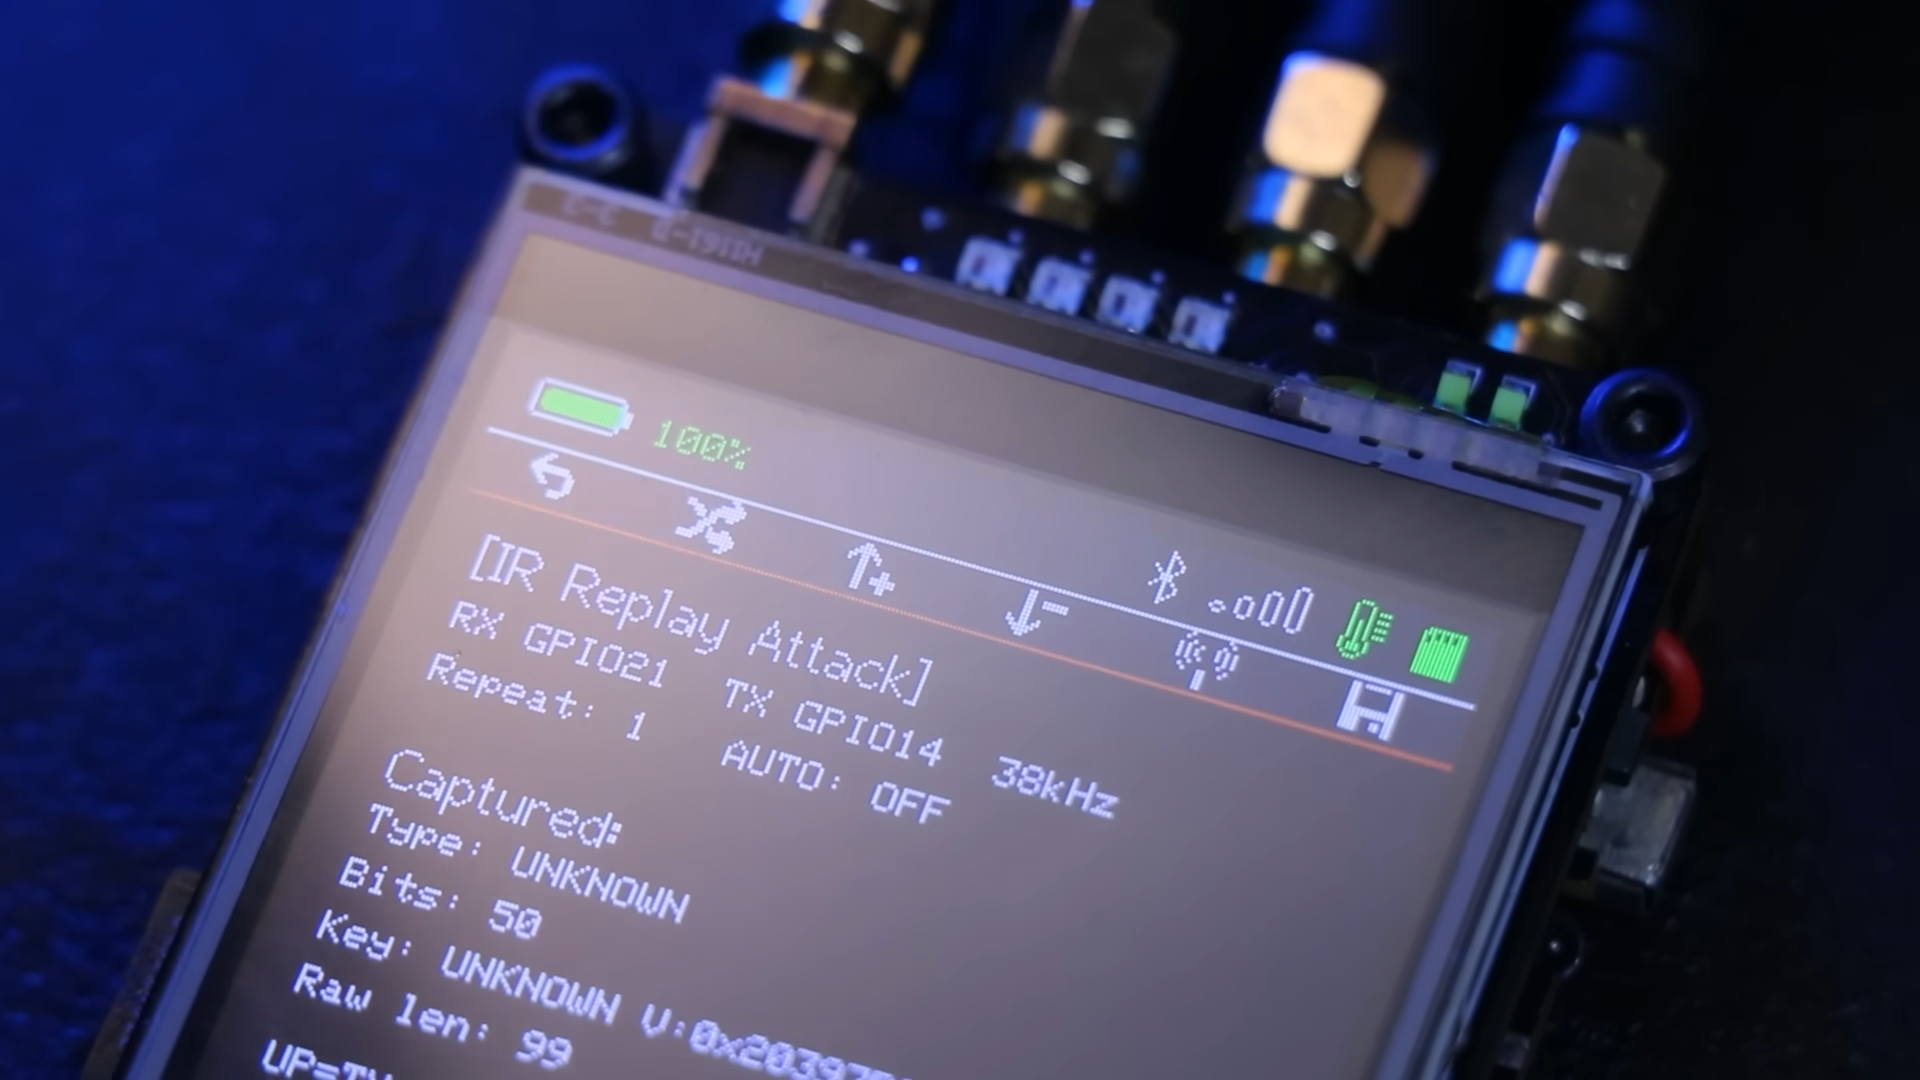 100%
[IR Replay Attack]
RX GPIO21 TX GPIO14 38kHz
Repeat: 1 AUTO: OFF
Captured:
Type: UNKNOWN
Bits: 50
Key: UNKNOWN V:0x20397
Raw len: 99